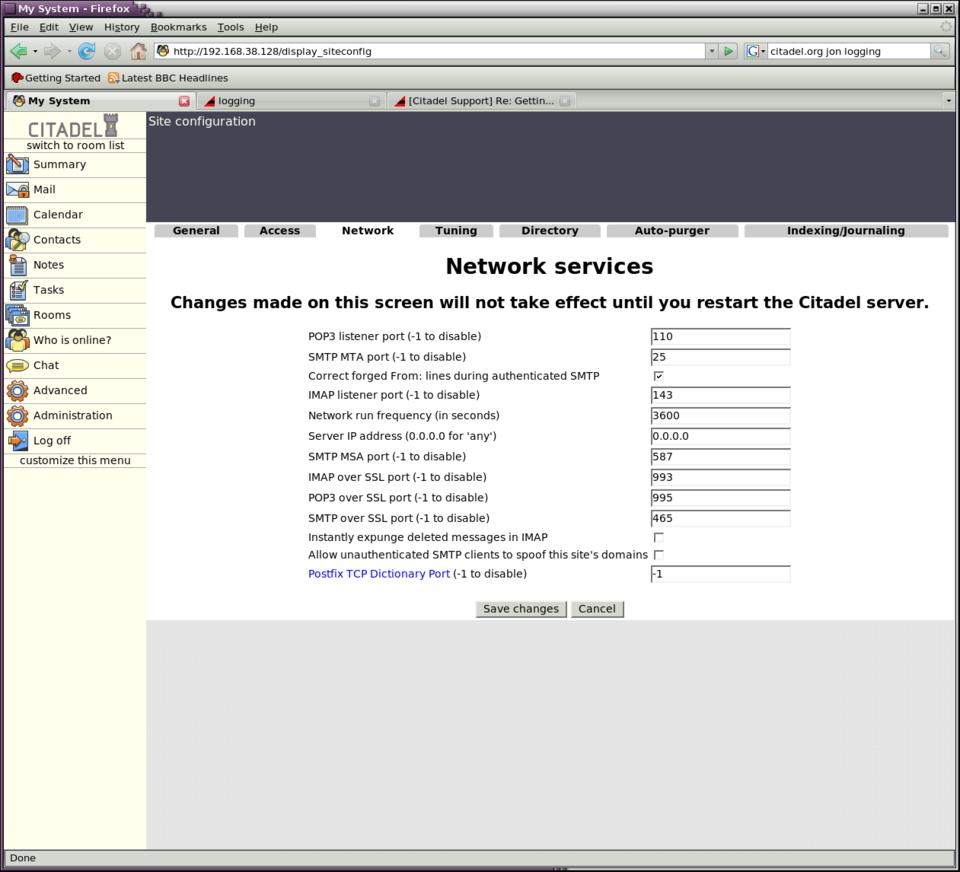 My System - Firefox
File Edit View History Bookmarks Tools Help
http://192.168.38.128/display_siteconfig
G citadel.org jon logging
Getting Started Latest BBC Headlines
My System logging [Citadel Support] Re: Gettin...
CITADEL
switch to room list
Summary
Mail
Calendar
Contacts
Notes
Tasks
Rooms
Who is online?
Chat
Advanced
Administration
Log off
customize this menu
Site configuration
General Access Network Tuning Directory Auto-purger Indexing/Journaling
Network services
Changes made on this screen will not take effect until you restart the Citadel server.
POP3 listener port (-1 to disable) 110
SMTP MTA port (-1 to disable) 25
Correct forged From: lines during authenticated SMTP
IMAP listener port (-1 to disable) 143
Network run frequency (in seconds) 3600
Server IP address (0.0.0.0 for 'any') 0.0.0.0
SMTP MSA port (-1 to disable) 587
IMAP over SSL port (-1 to disable) 993
POP3 over SSL port (-1 to disable) 995
SMTP over SSL port (-1 to disable) 465
Instantly expunge deleted messages in IMAP
Allow unauthenticated SMTP clients to spoof this site's domains
Postfix TCP Dictionary Port (-1 to disable) -1
Save changes Cancel
Done